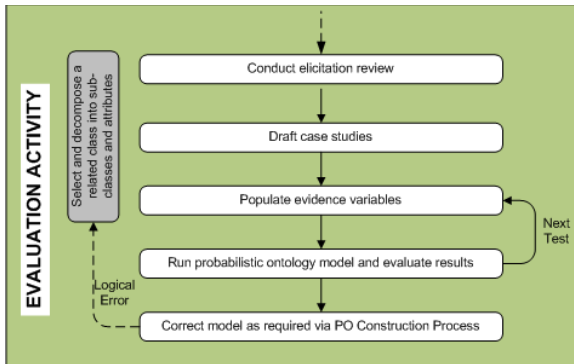 EVALUATION ACTIVITY
Select and decompose a
related class into sub-
classes and attributes
Conduct elicitation review
Draft case studies
Populate evidence variables
Next
Test
Run probabilistic ontology model and evaluate results
Logical
Error
Correct model as required via PO Construction Process